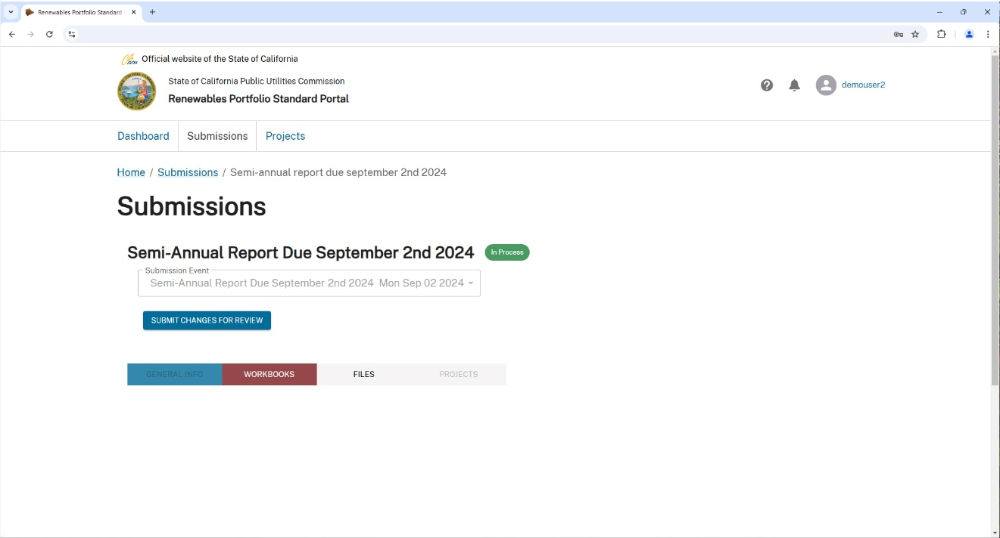 Renewables Portfolio Standard
Official website of the State of California
State of California Public Utilities Commission
Renewables Portfolio Standard Portal
demouser2
Dashboard
Submissions
Projects
Home / Submissions / Semi-annual report due september 2nd 2024
Submissions
Semi-Annual Report Due September 2nd 2024
In Process
Submission Event
Semi-Annual Report Due September 2nd 2024 Mon Sep 02 2024
SUBMIT CHANGES FOR REVIEW
GENERAL INFO
WORKBOOKS
FILES
PROJECTS